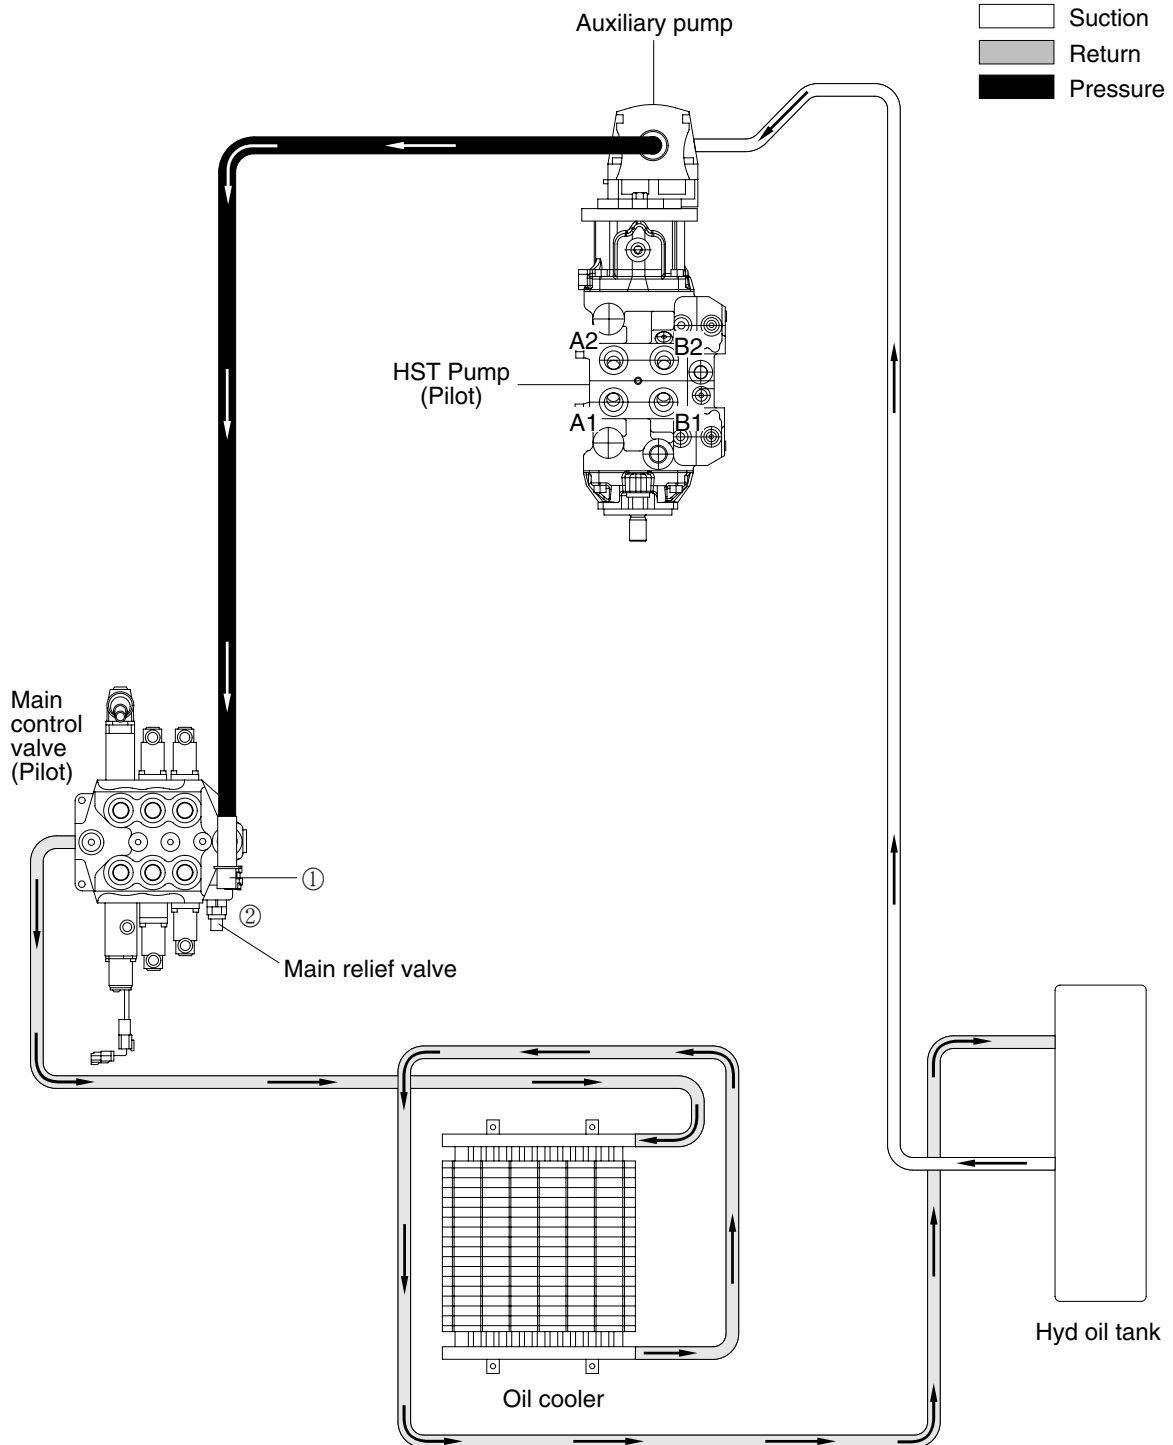 Auxiliary pump
Suction
Return
Pressure
A2
B2
HST Pump
(Pilot)
A1
B1
Main
control
valve
(Pilot)
①
②
Main relief valve
Hyd oil tank
Oil cooler